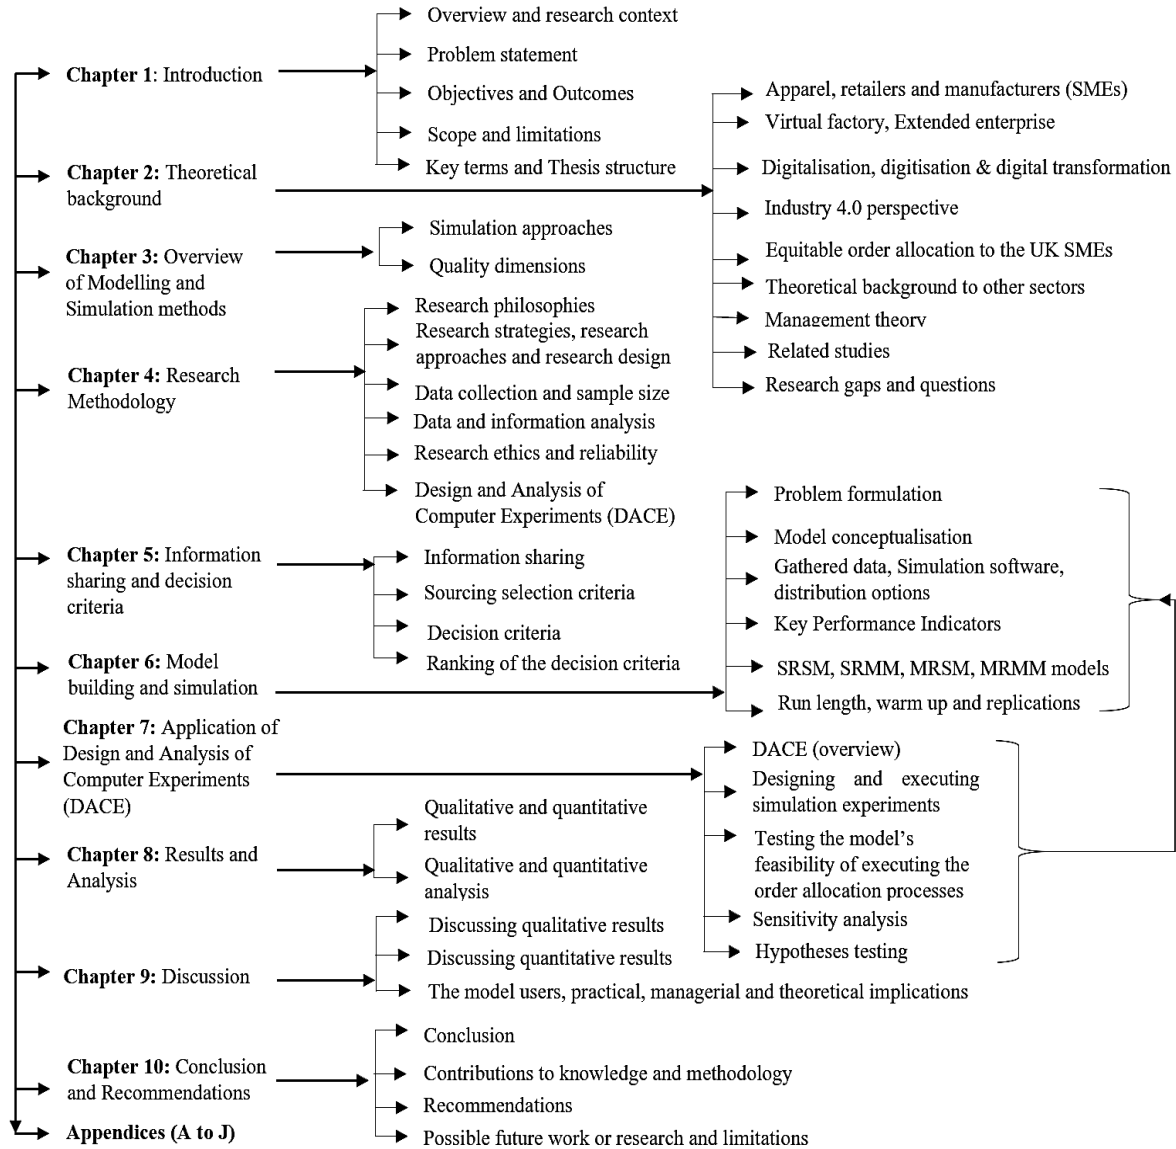 Chapter 1: Introduction
Overview and research context
Problem statement
Objectives and Outcomes
Scope and limitations
Key terms and Thesis structure
Chapter 2: Theoretical
background
Apparel, retailers and manufacturers (SMEs)
Virtual factory, Extended enterprise
Digitalisation, digitisation & digital transformation
Industry 4.0 perspective
Equitable order allocation to the UK SMEs
Theoretical background to other sectors
Management theory
Related studies
Research gaps and questions
Chapter 3: Overview
of Modelling and
Simulation methods
Simulation approaches
Quality dimensions
Chapter 4: Research
Methodology
Research philosophies
Research strategies, research
approaches and research design
Data collection and sample size
Data and information analysis
Research ethics and reliability
Design and Analysis of
Computer Experiments (DACE)
Chapter 5: Information
sharing and decision
criteria
Information sharing
Sourcing selection criteria
Decision criteria
Ranking of the decision criteria
Chapter 6: Model
building and simulation
Problem formulation
Model conceptualisation
Gathered data, Simulation software,
distribution options
Key Performance Indicators
SRSM, SRMM, MRSM, MRMM models
Run length, warm up and replications
Chapter 7: Application of
Design and Analysis of
Computer Experiments
(DACE)
DACE (overview)
Designing and executing
simulation experiments
Testing the model's
feasibility of executing the
order allocation processes
Sensitivity analysis
Hypotheses testing
Chapter 8: Results and
Analysis
Qualitative and quantitative
results
Qualitative and quantitative
analysis
Chapter 9: Discussion
Discussing qualitative results
Discussing quantitative results
The model users, practical, managerial and theoretical implications
Chapter 10: Conclusion
and Recommendations
Conclusion
Contributions to knowledge and methodology
Recommendations
Possible future work or research and limitations
Appendices (A to J)